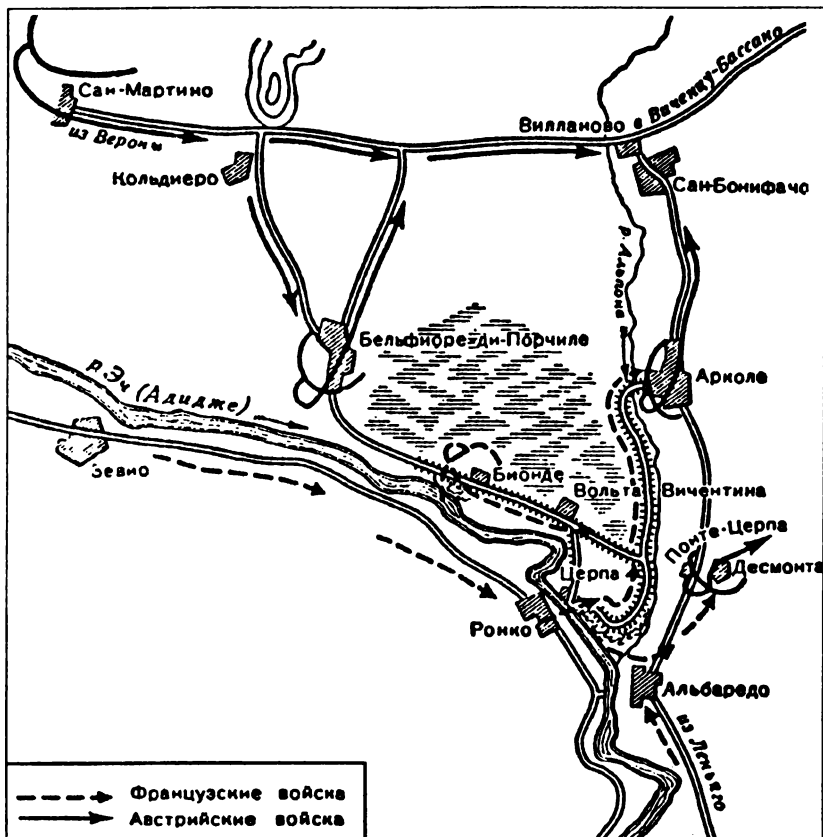 Сан-Мартино
из Вероны
Кольдиеро
Вилланово
в Виченцу-Бассано
Сан-Бонифачо
р. Альпона
Бельфиоре-ди-Порчиле
Арколе
р. Эч (Адидже)
Зевио
Бионде
Вольта
Вичентина
Понте-Церпа
Десмонта
Церпа
Ронко
Альбаредо
из Леньяго
Французские войска
Австрийские войска